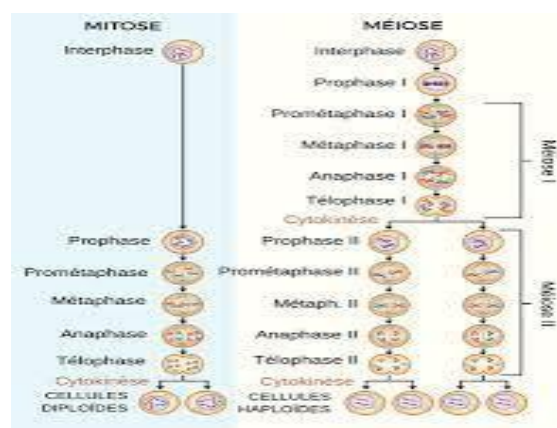 MITOSE
Interphase
Prophase
Prométaphase
Métaphase
Anaphase
Télophase
Cytokinèse
CELLULES
DIPLOÏDES
MÉIOSE
Interphase
Prophase I
Prométaphase I
Métaphase I
Anaphase I
Télophase I
Cytokinèse
Méiose I
Prophase II
Prométaphase II
Métaph. II
Anaphase II
Télophase II
Cytokinèse
Méiose II
CELLULES
HAPLOÏDES